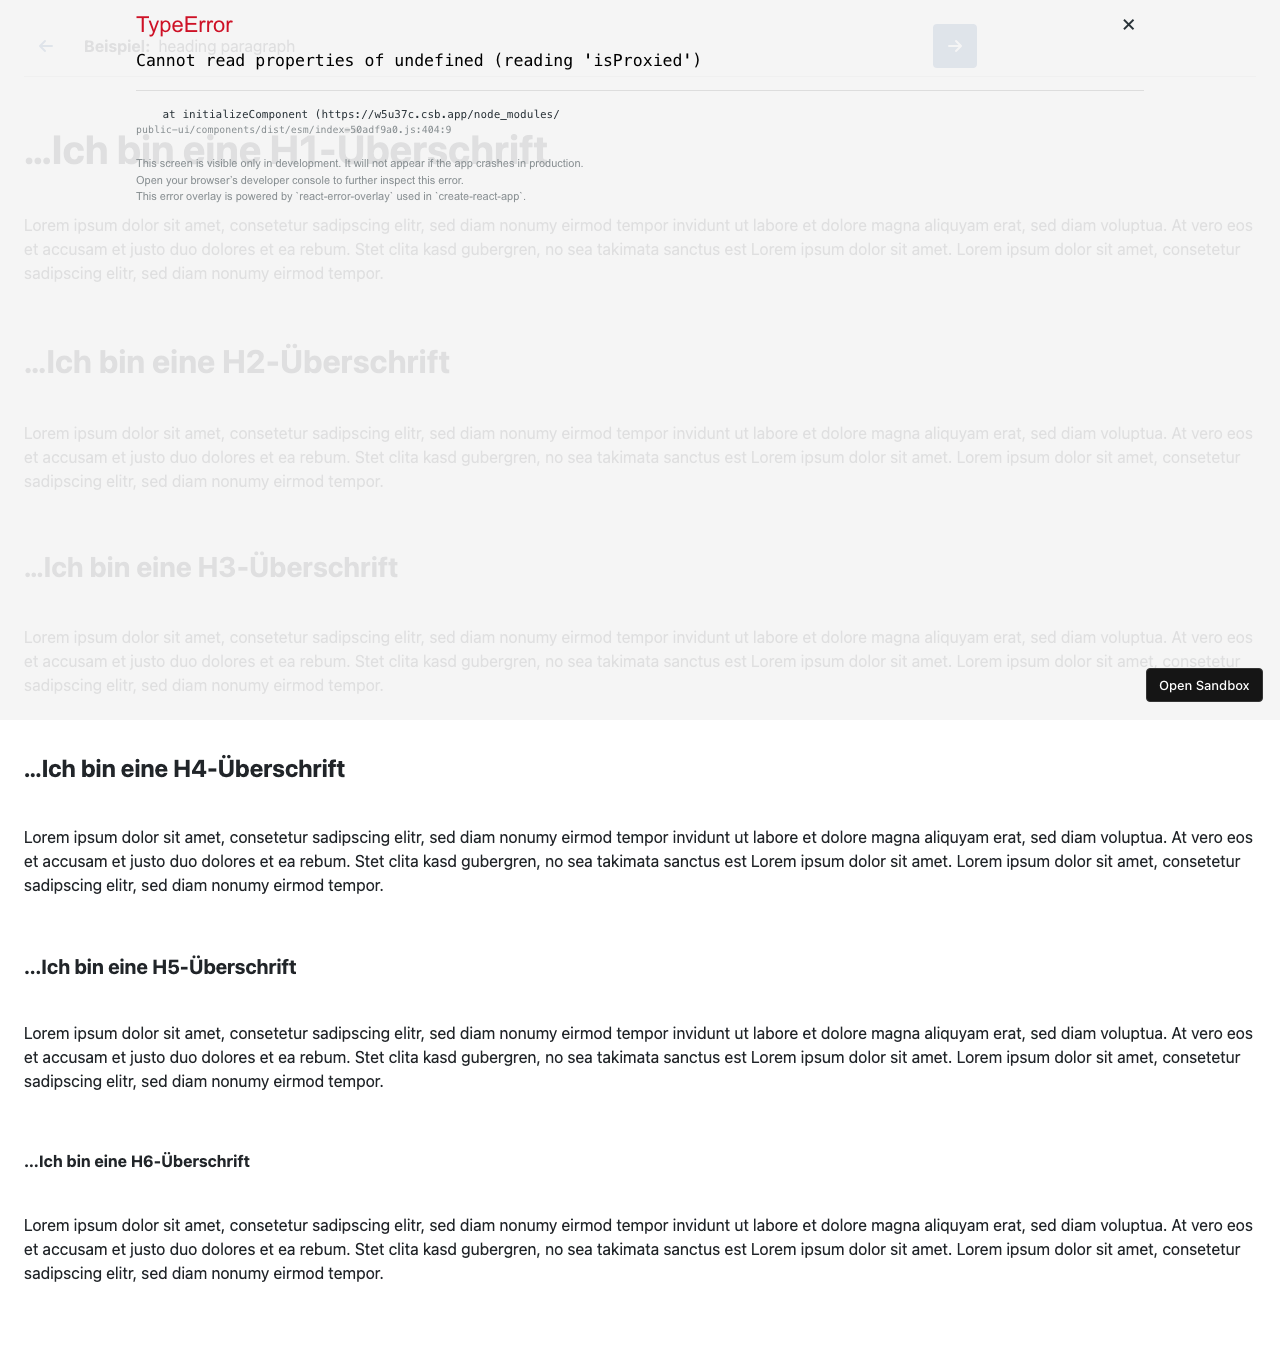 TypeError
Beispiel: heading paragraph
Cannot read properties of undefined (reading 'isProxied')
at initializeComponent (https://w5u37c.csb.app/node_modules/
public-ui/components/dist/esm/index=50adf9a0.js:404:9
…Ich bin eine H1-Überschrift
This screen is visible only in development. It will not appear if the app crashes in production.
Open your browser's developer console to further inspect this error.
This error overlay is powered by `react-error-overlay` used in `create-react-app`.
Lorem ipsum dolor sit amet, consetetur sadipscing elitr, sed diam nonumy eirmod tempor invidunt ut labore et dolore magna aliquyam erat, sed diam voluptua. At vero eos
et accusam et justo duo dolores et ea rebum. Stet clita kasd gubergren, no sea takimata sanctus est Lorem ipsum dolor sit amet. Lorem ipsum dolor sit amet, consetetur
sadipscing elitr, sed diam nonumy eirmod tempor.
…Ich bin eine H2-Überschrift
Lorem ipsum dolor sit amet, consetetur sadipscing elitr, sed diam nonumy eirmod tempor invidunt ut labore et dolore magna aliquyam erat, sed diam voluptua. At vero eos
et accusam et justo duo dolores et ea rebum. Stet clita kasd gubergren, no sea takimata sanctus est Lorem ipsum dolor sit amet. Lorem ipsum dolor sit amet, consetetur
sadipscing elitr, sed diam nonumy eirmod tempor.
…Ich bin eine H3-Überschrift
Lorem ipsum dolor sit amet, consetetur sadipscing elitr, sed diam nonumy eirmod tempor invidunt ut labore et dolore magna aliquyam erat, sed diam voluptua. At vero eos
et accusam et justo duo dolores et ea rebum. Stet clita kasd gubergren, no sea takimata sanctus est Lorem ipsum dolor sit amet. Lorem ipsum dolor sit amet, consetetur
sadipscing elitr, sed diam nonumy eirmod tempor.
Open Sandbox
…Ich bin eine H4-Überschrift
Lorem ipsum dolor sit amet, consetetur sadipscing elitr, sed diam nonumy eirmod tempor invidunt ut labore et dolore magna aliquyam erat, sed diam voluptua. At vero eos
et accusam et justo duo dolores et ea rebum. Stet clita kasd gubergren, no sea takimata sanctus est Lorem ipsum dolor sit amet. Lorem ipsum dolor sit amet, consetetur
sadipscing elitr, sed diam nonumy eirmod tempor.
…Ich bin eine H5-Überschrift
Lorem ipsum dolor sit amet, consetetur sadipscing elitr, sed diam nonumy eirmod tempor invidunt ut labore et dolore magna aliquyam erat, sed diam voluptua. At vero eos
et accusam et justo duo dolores et ea rebum. Stet clita kasd gubergren, no sea takimata sanctus est Lorem ipsum dolor sit amet. Lorem ipsum dolor sit amet, consetetur
sadipscing elitr, sed diam nonumy eirmod tempor.
…Ich bin eine H6-Überschrift
Lorem ipsum dolor sit amet, consetetur sadipscing elitr, sed diam nonumy eirmod tempor invidunt ut labore et dolore magna aliquyam erat, sed diam voluptua. At vero eos
et accusam et justo duo dolores et ea rebum. Stet clita kasd gubergren, no sea takimata sanctus est Lorem ipsum dolor sit amet. Lorem ipsum dolor sit amet, consetetur
sadipscing elitr, sed diam nonumy eirmod tempor.